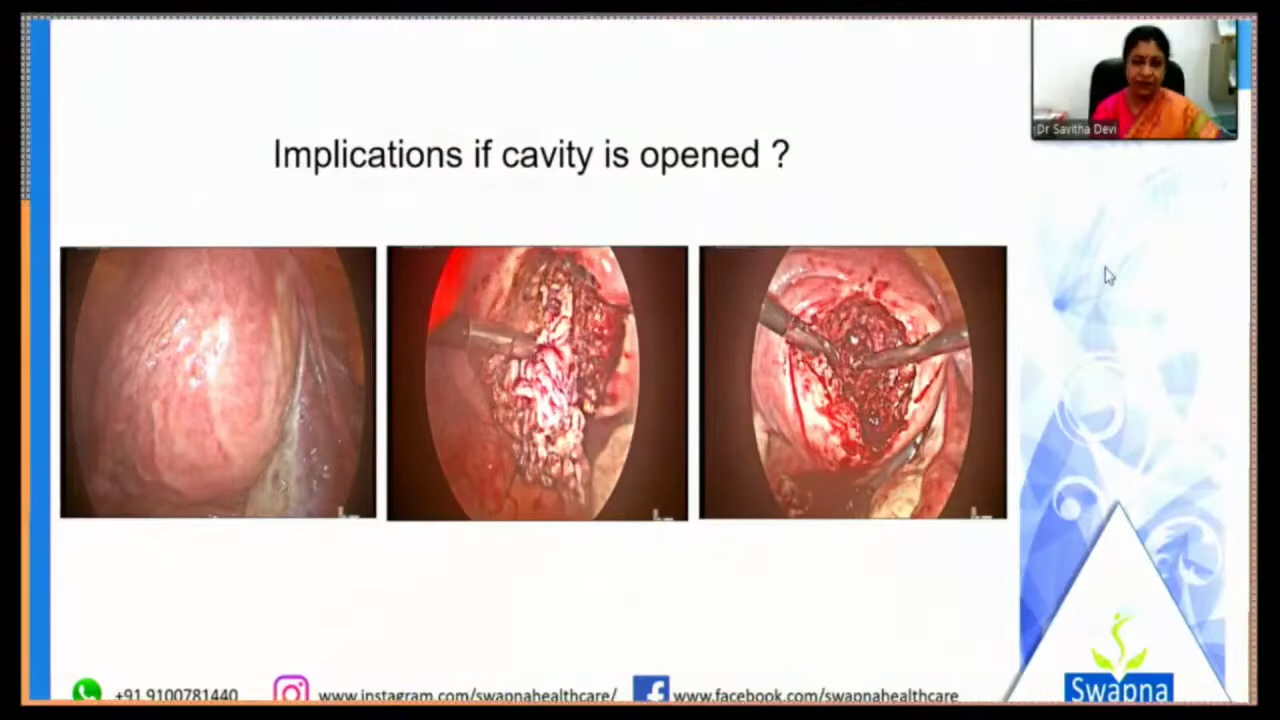 Dr Savitha Devi
Implications if cavity is opened ?
+91 9100781440
www.instagram.com/swapnahealthcare/
www.facebook.com/swapnahealthcare
Swapna